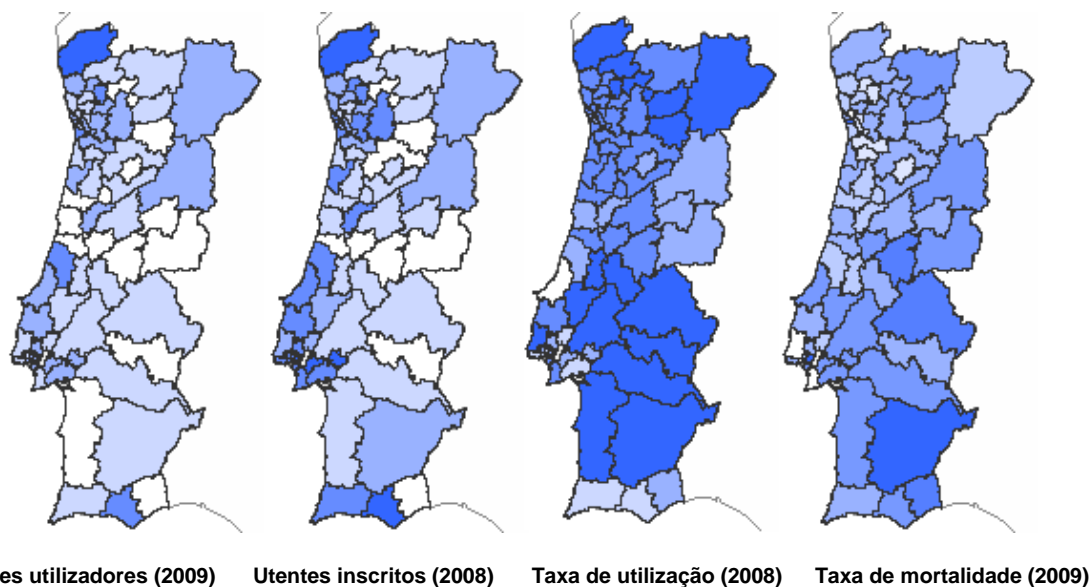 es utilizadores (2009) Utentes inscritos (2008) Taxa de utilização (2008) Taxa de mortalidade (2009)